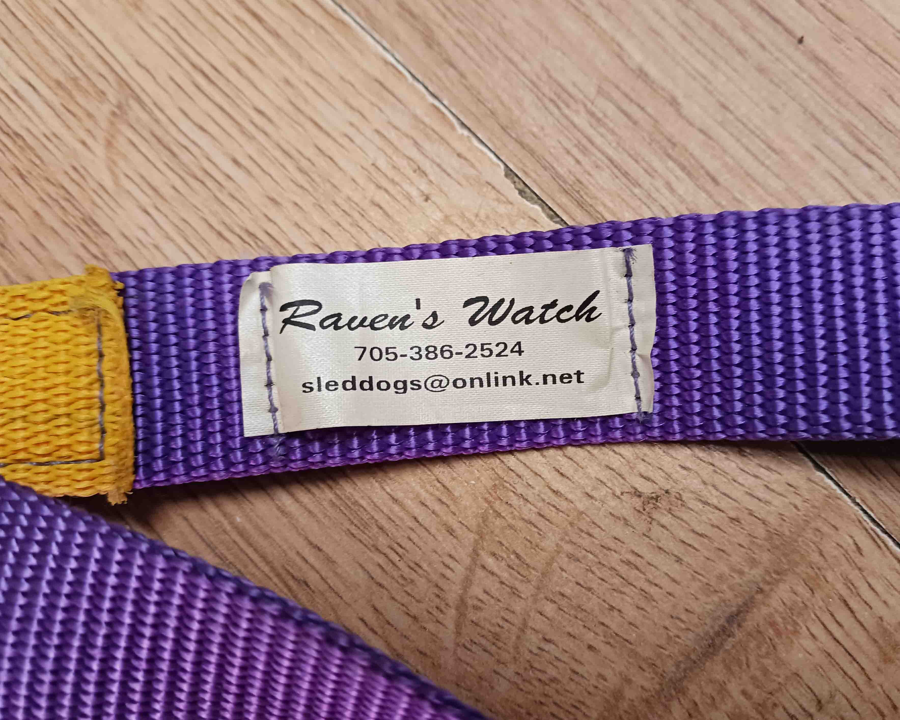 Raven's Watch
705-386-2524
sleddogs@onlink.net